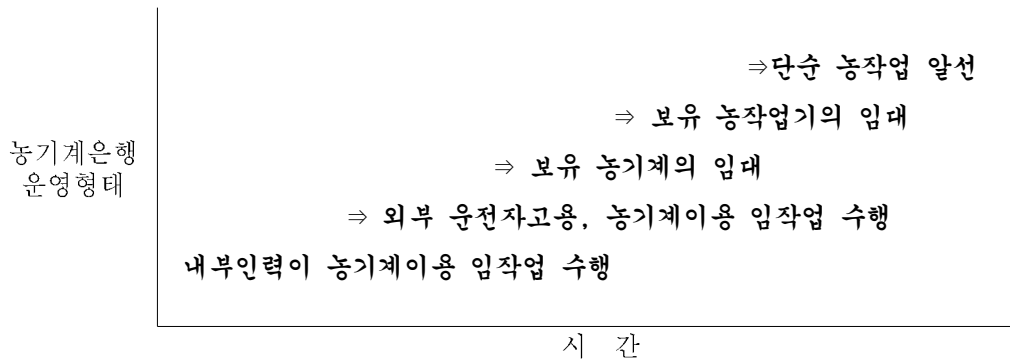 ⇒단순 농작업 알선
⇒ 보유 농작업기의 임대
농기계은행
운영형태
⇒ 보유 농기계의 임대
⇒ 외부 운전자고용, 농기계이용 임작업 수행
내부인력이 농기계이용 임작업 수행
시 간